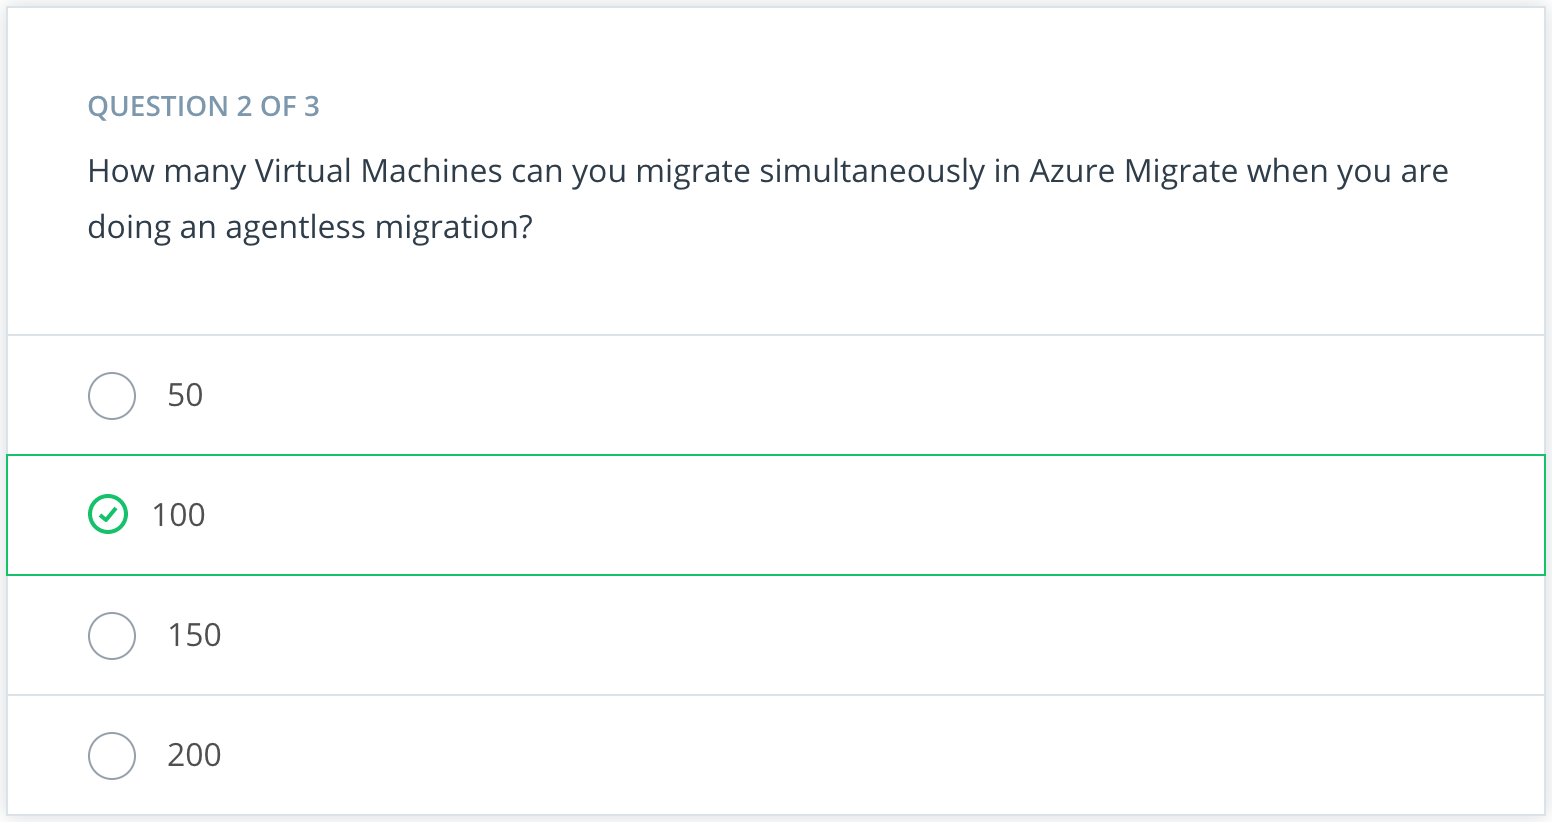 QUESTION 2 OF 3
How many Virtual Machines can you migrate simultaneously in Azure Migrate when you are
doing an agentless migration?
50
100
150
200